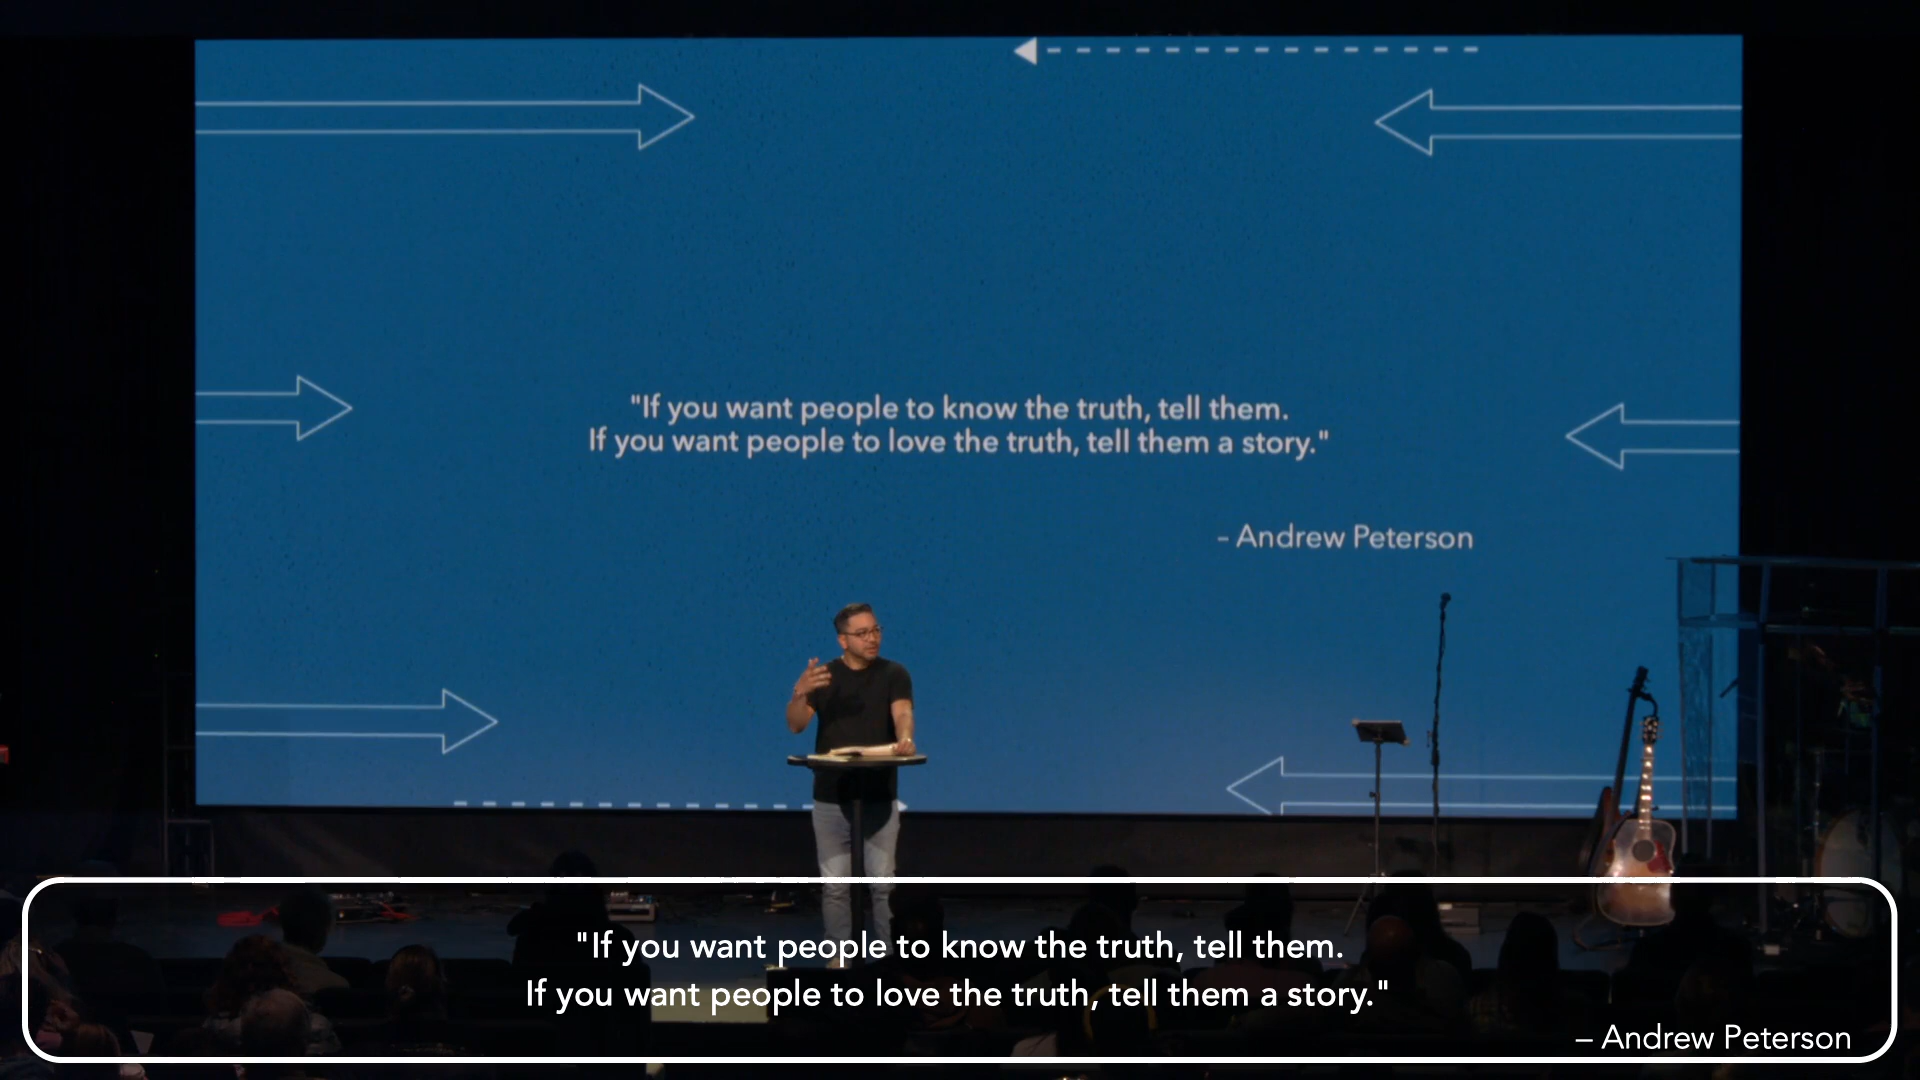 "If you want people to know the truth, tell them.
If you want people to love the truth, tell them a story."
– Andrew Peterson
"If you want people to know the truth, tell them.
If you want people to love the truth, tell them a story."
– Andrew Peterson